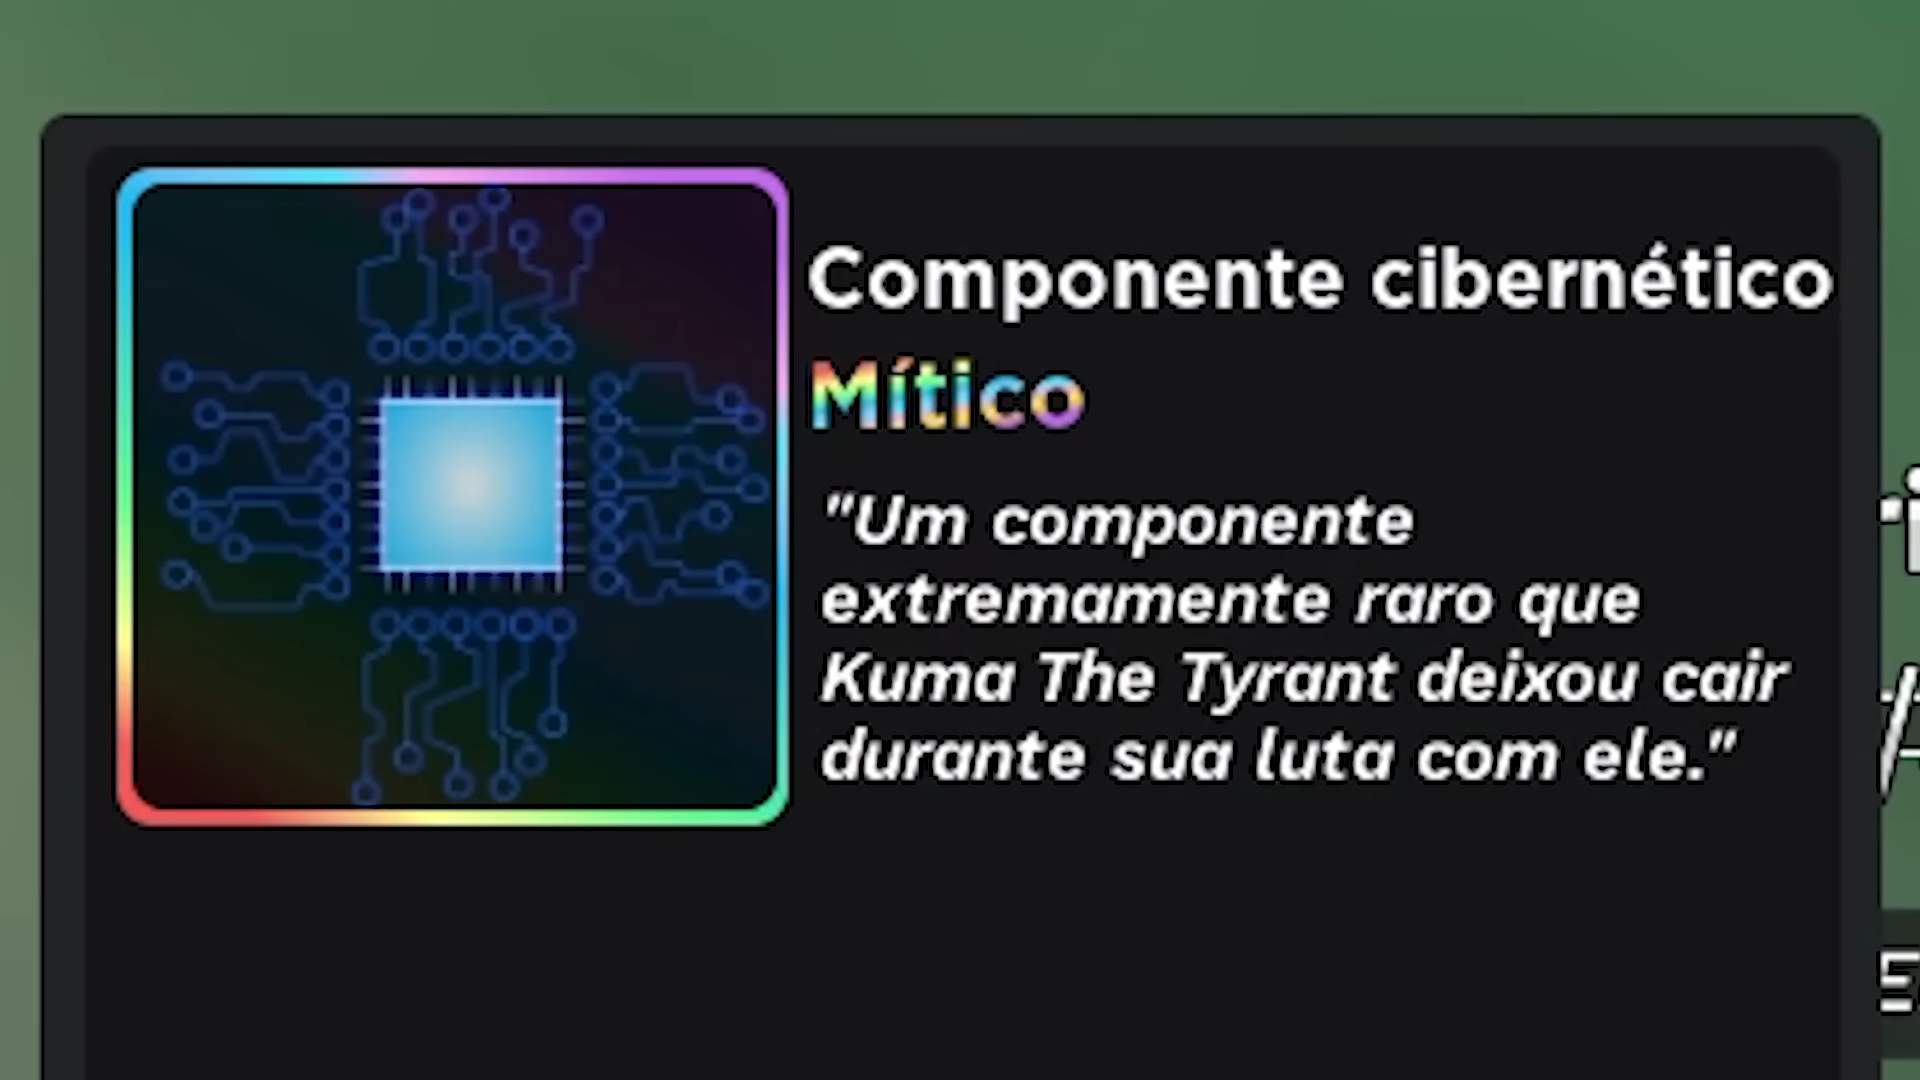 Componente cibernético
Mítico
"Um componente
extremamente raro que
Kuma The Tyrant deixou cair
durante sua luta com ele."